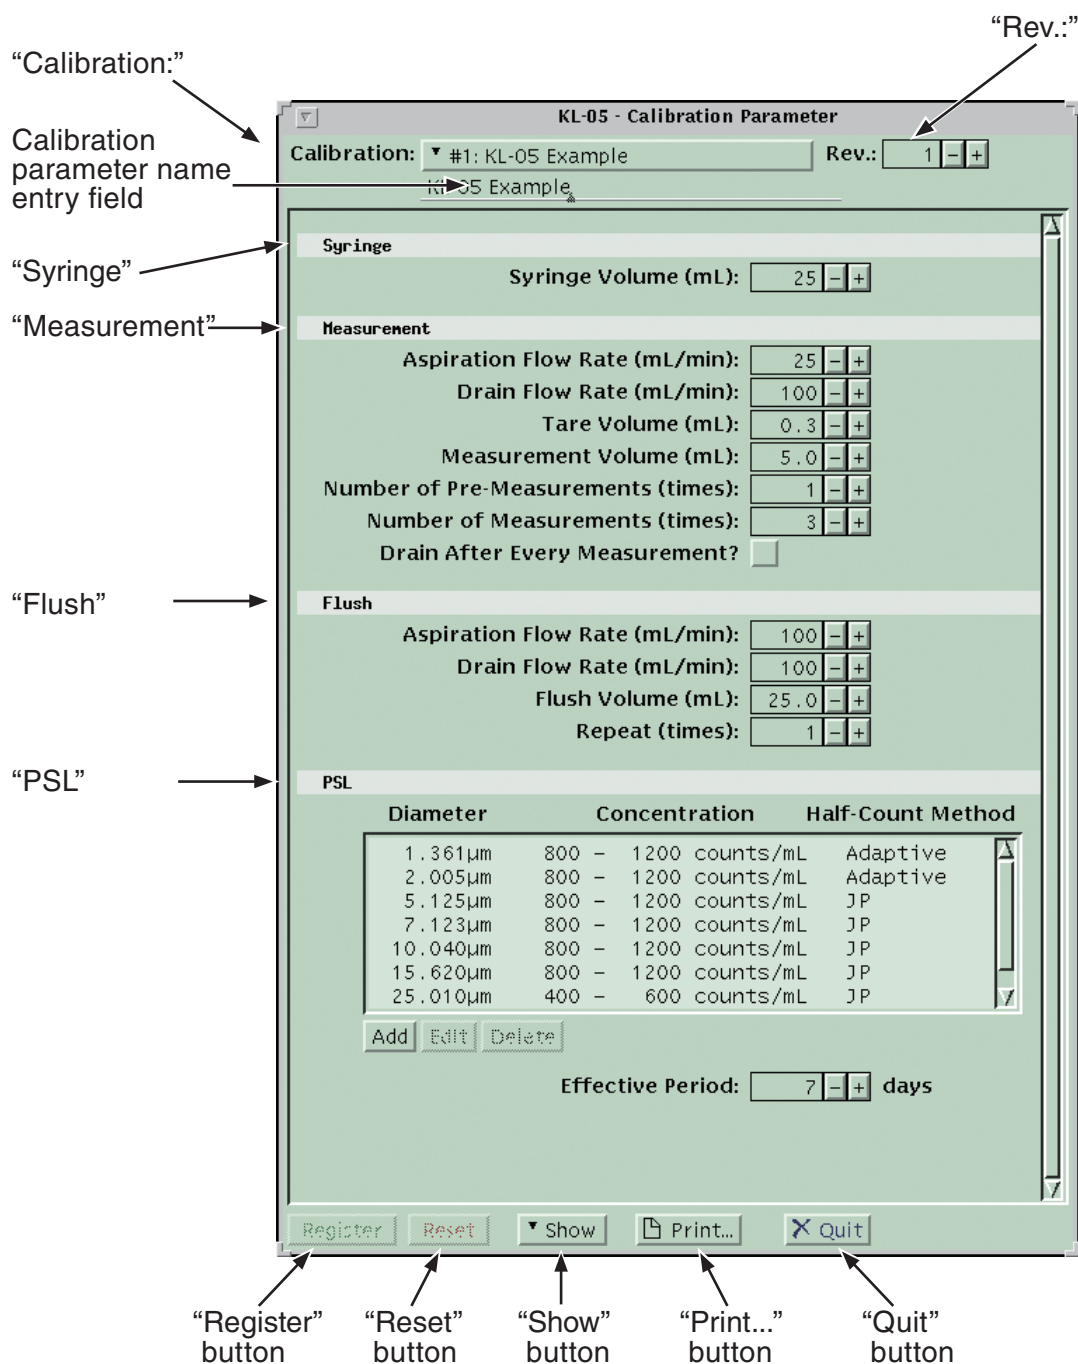 “Rev.:”
“Calibration:”
KL-05 - Calibration Parameter
Calibration: #1: KL-05 Example Rev.: 1 - +
Calibration
parameter name
entry field
KL-05 Example
“Syringe”
Syringe
Syringe Volume (mL): 25 - +
“Measurement”
Measurement
Aspiration Flow Rate (mL/min): 25 - +
Drain Flow Rate (mL/min): 100 - +
Tare Volume (mL): 0.3 - +
Measurement Volume (mL): 5.0 - +
Number of Pre-Measurements (times): 1 - +
Number of Measurements (times): 3 - +
Drain After Every Measurement?
“Flush”
Flush
Aspiration Flow Rate (mL/min): 100 - +
Drain Flow Rate (mL/min): 100 - +
Flush Volume (mL): 25.0 - +
Repeat (times): 1 - +
“PSL”
PSL
Diameter Concentration Half-Count Method
1.361µm 800 - 1200 counts/mL Adaptive
2.005µm 800 - 1200 counts/mL Adaptive
5.125µm 800 - 1200 counts/mL JP
7.123µm 800 - 1200 counts/mL JP
10.040µm 800 - 1200 counts/mL JP
15.620µm 800 - 1200 counts/mL JP
25.010µm 400 - 600 counts/mL JP
Add Edit Delete
Effective Period: 7 - + days
Register Reset Show Print... Quit
“Register” “Reset” “Show” “Print...” “Quit”
button button button button button